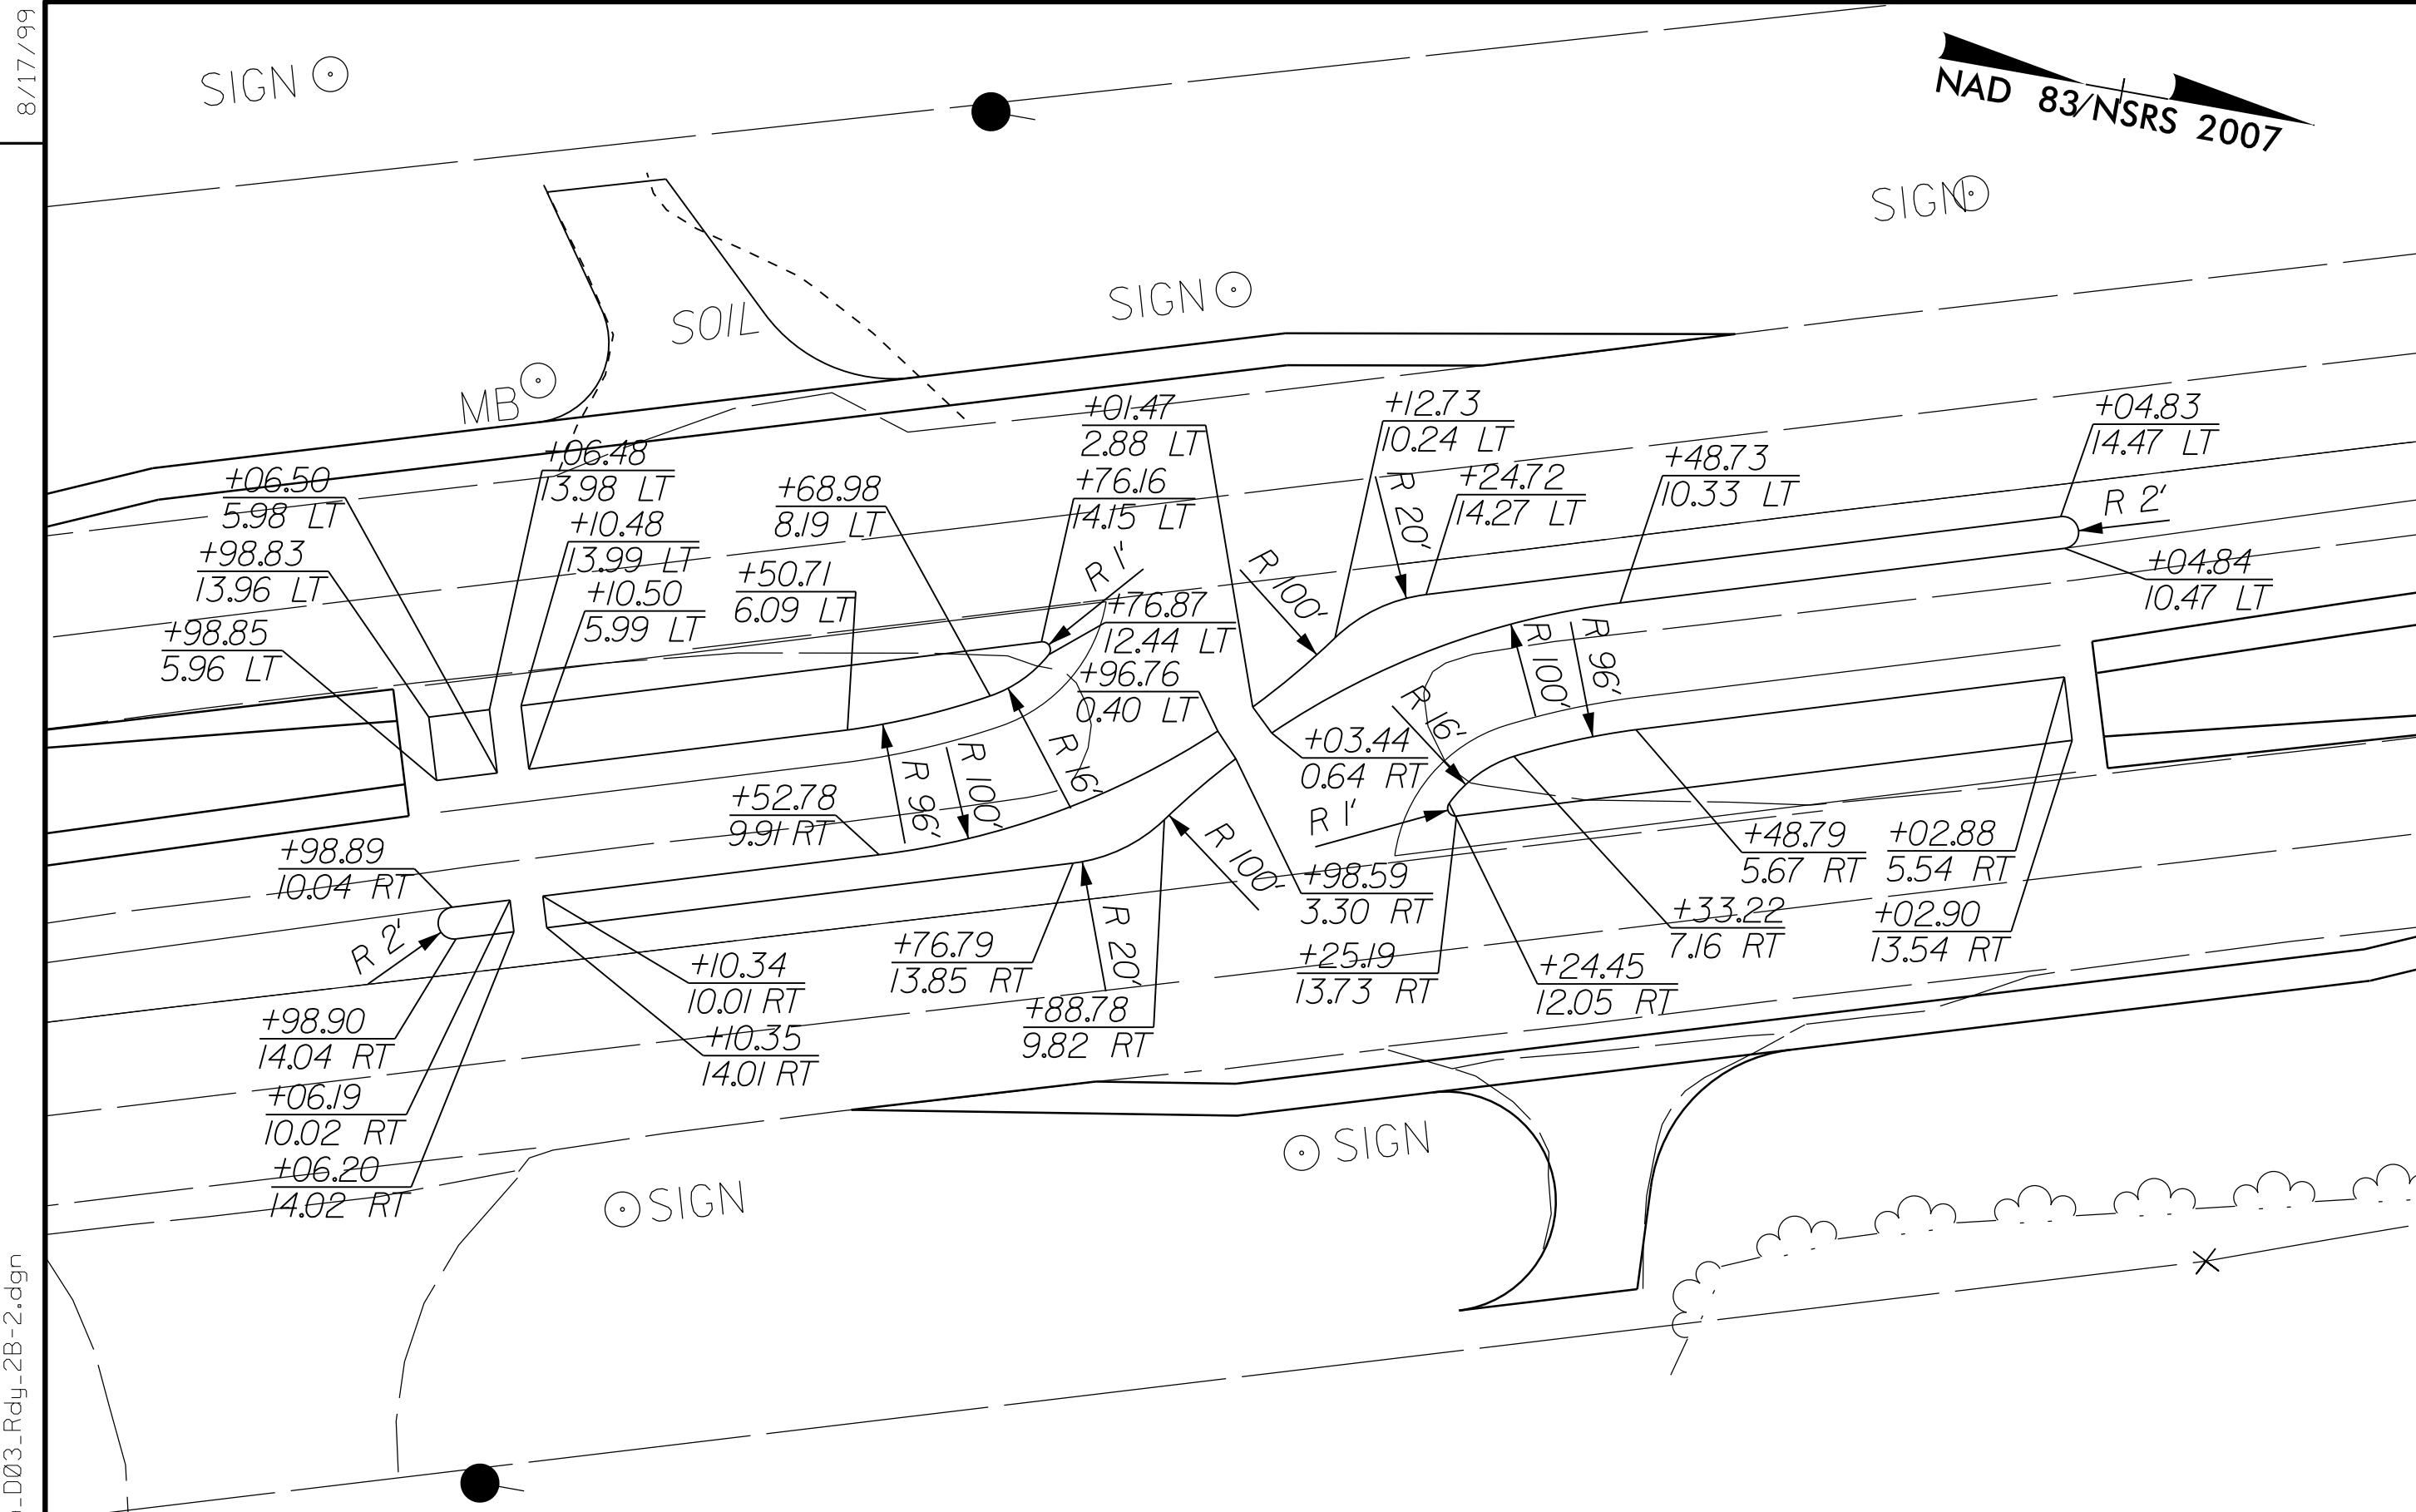 8/17/99
SIGN
NAD 83/NSRS 2007
SIGN
SIGN
SOIL
MB
+01.47
2.88 LT
+12.73
10.24 LT
+04.83
14.47 LT
+06.48
13.98 LT
+06.50
5.98 LT
+68.98
8.19 LT
+76.16
14.15 LT
R 20'
+24.72
14.27 LT
+48.73
10.33 LT
R 2'
+10.48
13.99 LT
+98.83
13.96 LT
R 1'
R 100'
+04.84
10.47 LT
+50.71
6.09 LT
+10.50
5.99 LT
+76.87
12.44 LT
+98.85
5.96 LT
+96.76
0.40 LT
R 100'
R 96'
R 16'
+03.44
0.64 RT
R 96'
R 100'
R 16'
+52.78
9.91 RT
R 1'
+48.79
5.67 RT
+02.88
5.54 RT
+98.89
10.04 RT
R 100'
+98.59
3.30 RT
+33.22
7.16 RT
+02.90
13.54 RT
R 2'
+10.34
10.01 RT
+76.79
13.85 RT
R 20'
+25.19
13.73 RT
+24.45
12.05 RT
+98.90
14.04 RT
+10.35
14.01 RT
+88.78
9.82 RT
+06.19
10.02 RT
+06.20
14.02 RT
SIGN
SIGN
_D03_Rdy_2B-2.dgn